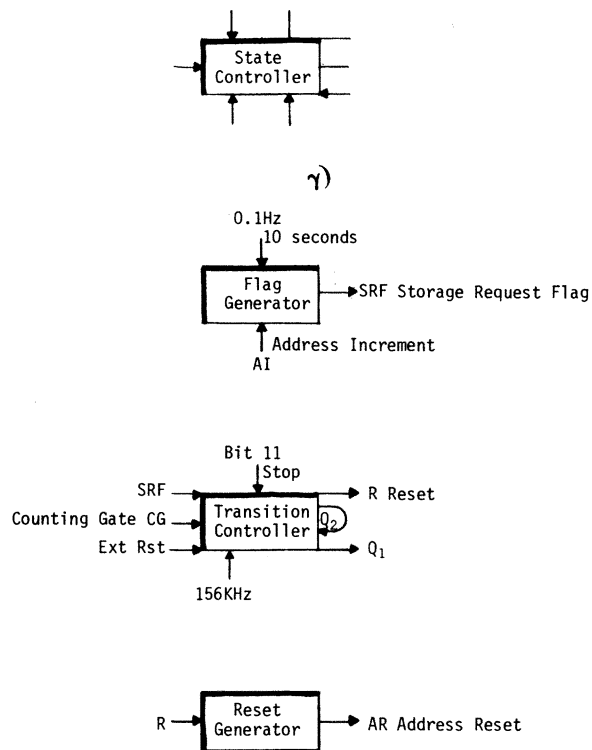 State
Controller
γ)
0.1Hz
10 seconds
Flag
Generator
SRF Storage Request Flag
Address Increment
AI
Bit 11
Stop
SRF
R Reset
Counting Gate CG
Transition
Controller
Q₂
Ext Rst
Q₁
156KHz
R
Reset
Generator
AR Address Reset